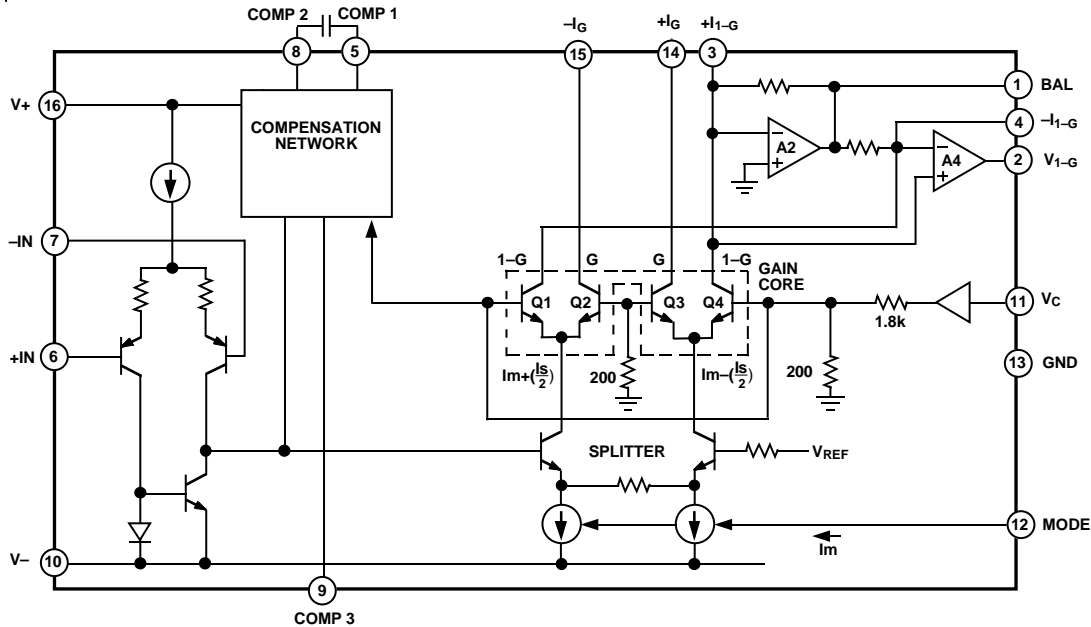 COMP 2
COMP 1
–IG
+IG
+I1–G
8
5
15
14
3
V+
16
COMPENSATION
NETWORK
1
BAL
4
–I1–G
A2
–
+
A4
–
+
2
V1–G
–IN
7
1–G
G
G
1–G
GAIN
CORE
Q1
Q2
Q3
Q4
11
VC
1.8k
+IN
6
13
GND
Im+(Is/2)
200
Im–(Is/2)
200
SPLITTER
VREF
12
MODE
Im
V–
10
9
COMP 3